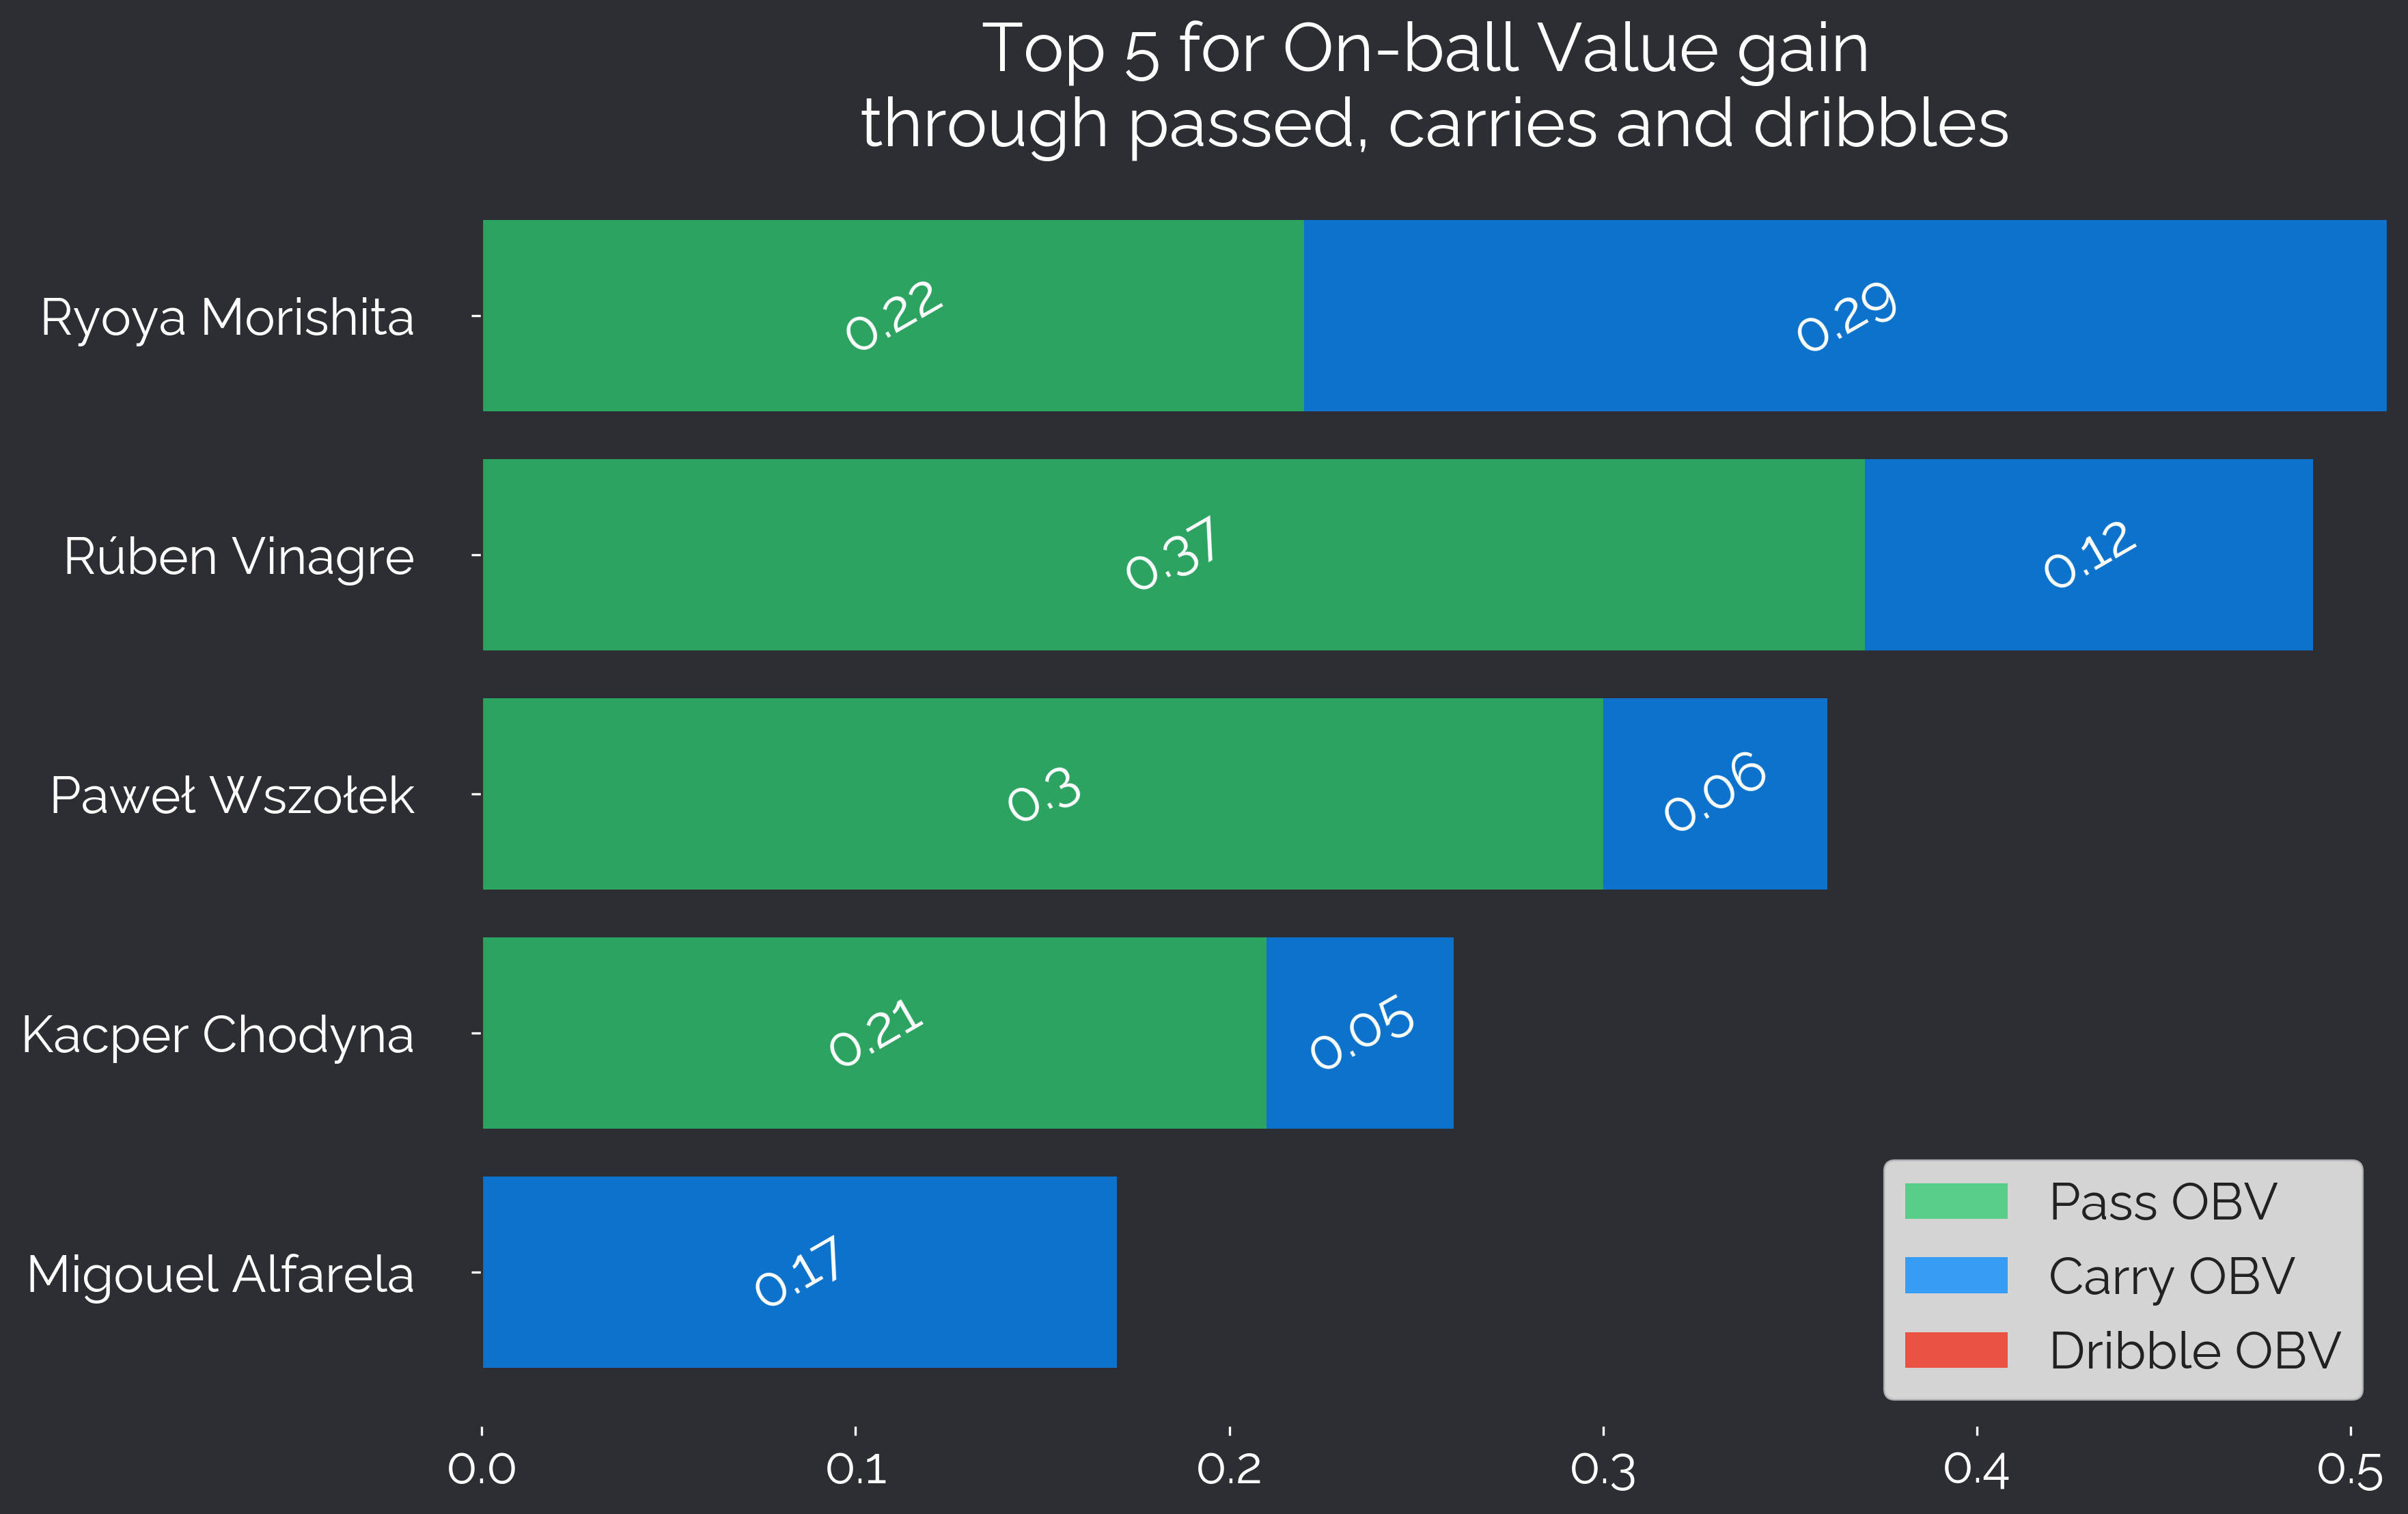 Top 5 for On-ball Value gain
through passed, carries and dribbles
Ryoya Morishita
0.22
0.29
Rúben Vinagre
0.37
0.12
Paweł Wszołek
0.3
0.06
Kacper Chodyna
0.21
0.05
Migouel Alfarela
0.17
Pass OBV
Carry OBV
Dribble OBV
0.0
0.1
0.2
0.3
0.4
0.5